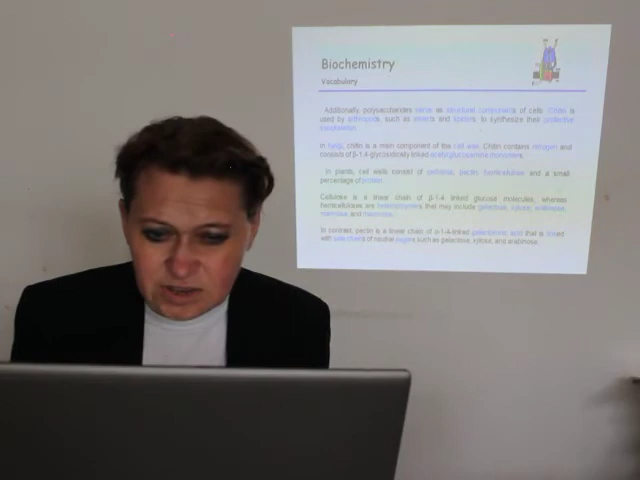 Biochemistry
Vocabulary
Additionally, polysaccharides serve as structural components of cells. Chitin is
used by arthropods, such as insects and spiders, to synthesize their protective
exoskeleton.
In fungi, chitin is a main component of the cell wall. Chitin contains nitrogen and
consists of β-1-4-glycosidicly linked acetyl glucosamine monomers.
In plants, cell walls consist of cellulose, pectin, hemicellulose and a small
percentage of protein.
Cellulose is a linear chain of β-1-4 linked glucose molecules, whereas
hemicelluloses are heteropolymers that may include galactose, xylose, arabinose,
mannose and
In contrast, pectin is a linear chain of α-1-4-linked galacturonic acid that is linked
with side chains of neutral sugars such as galactose, xylose, and arabinose.